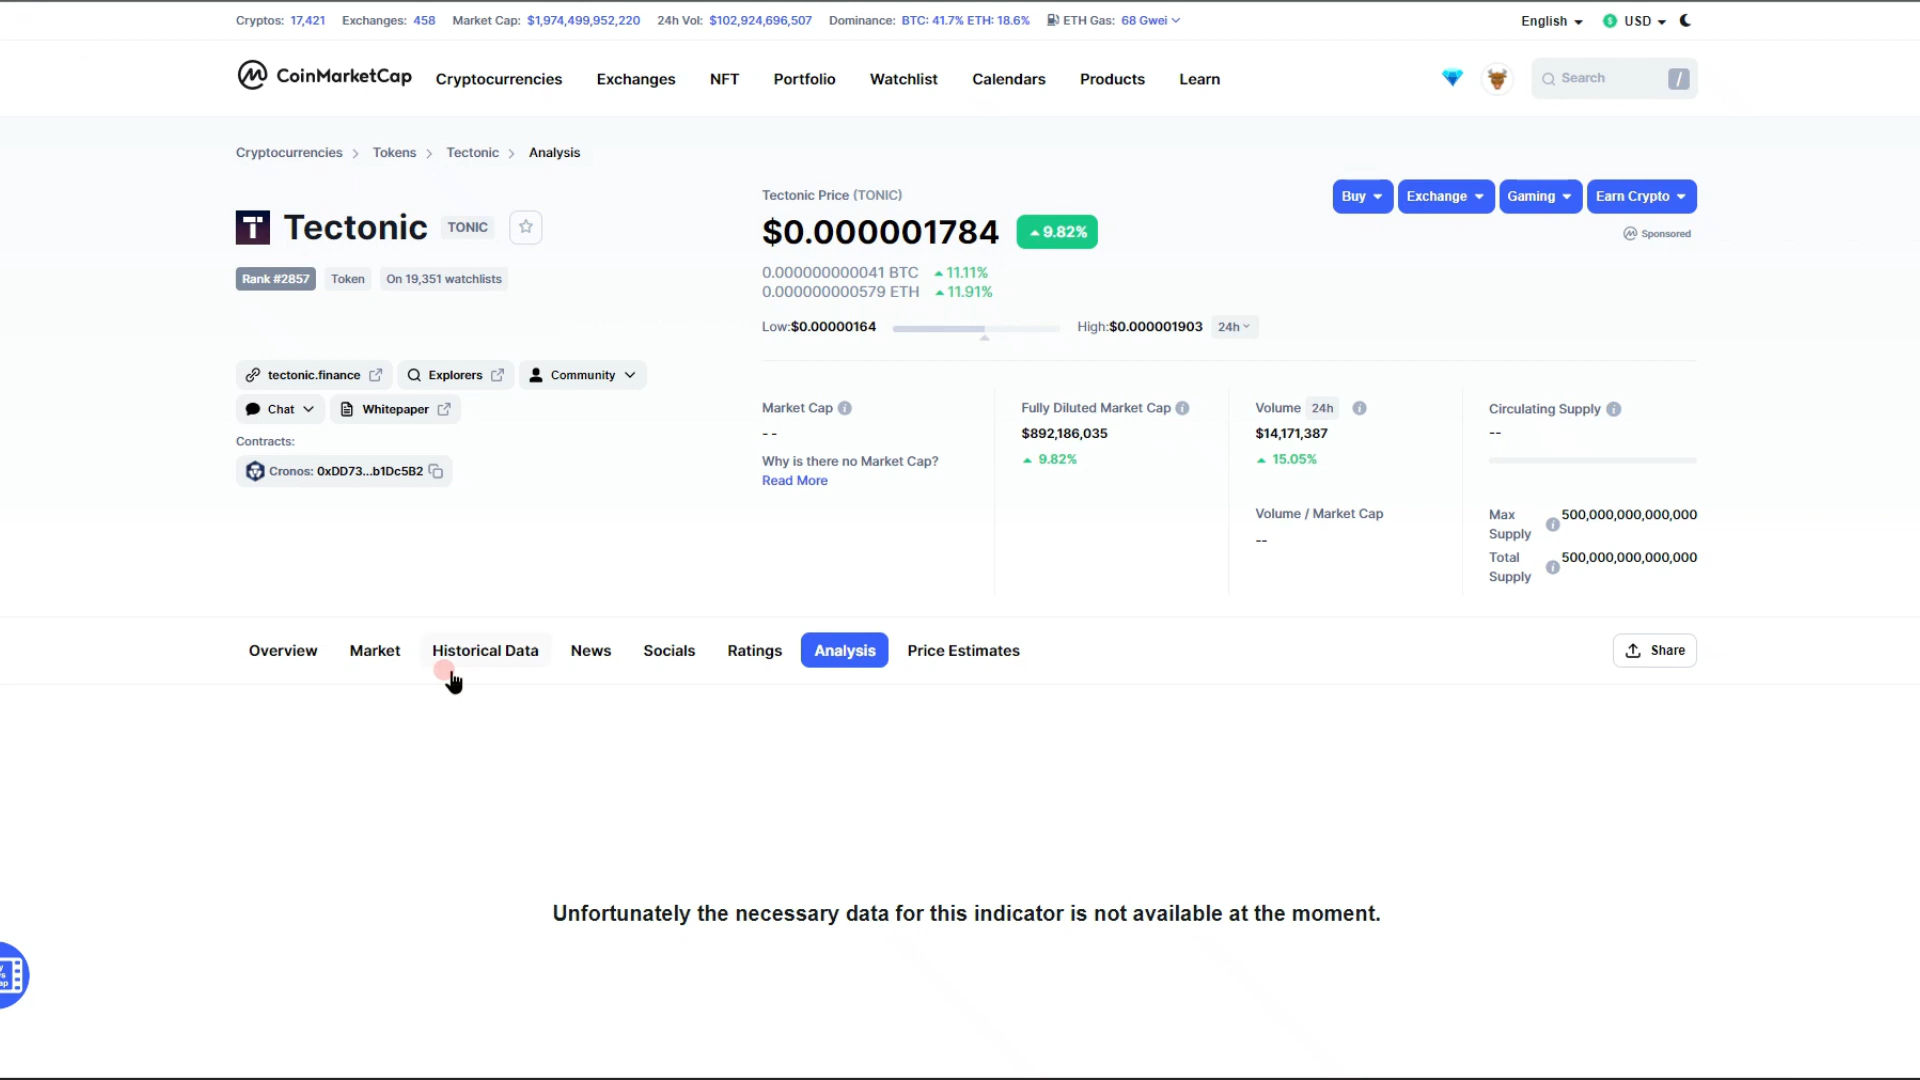 Cryptos: 17,421 Exchanges: 458 Market Cap: $1,974,499,952,220 24h Vol: $102,924,696,507 Dominance: BTC: 41.7% ETH: 18.6% ETH Gas: 68 Gwei English USD
CoinMarketCap Cryptocurrencies Exchanges NFT Portfolio Watchlist Calendars Products Learn Search /
Cryptocurrencies > Tokens > Tectonic > Analysis
Tectonic Price (TONIC)
Buy Exchange Gaming Earn Crypto
T Tectonic TONIC
$0.000001784 9.82%
Sponsored
Rank #2857 Token On 19,351 watchlists
0.000000000041 BTC 11.11%
0.000000000579 ETH 11.91%
Low:$0.00000164 High:$0.000001903 24h
tectonic.finance Explorers Community
Chat Whitepaper
Contracts:
Cronos: 0xDD73...b1Dc5B2
Market Cap
- -
Why is there no Market Cap?
Read More
Fully Diluted Market Cap
$892,186,035
9.82%
Volume 24h
$14,171,387
15.05%
Volume / Market Cap
--
Circulating Supply
--
Max Supply 500,000,000,000,000
Total Supply 500,000,000,000,000
Overview Market Historical Data News Socials Ratings Analysis Price Estimates Share
Unfortunately the necessary data for this indicator is not available at the moment.